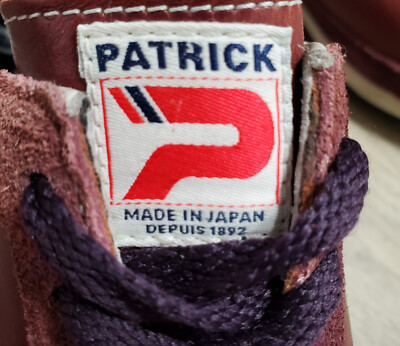 PATRICK
MADE IN JAPAN
DEPUIS 1892